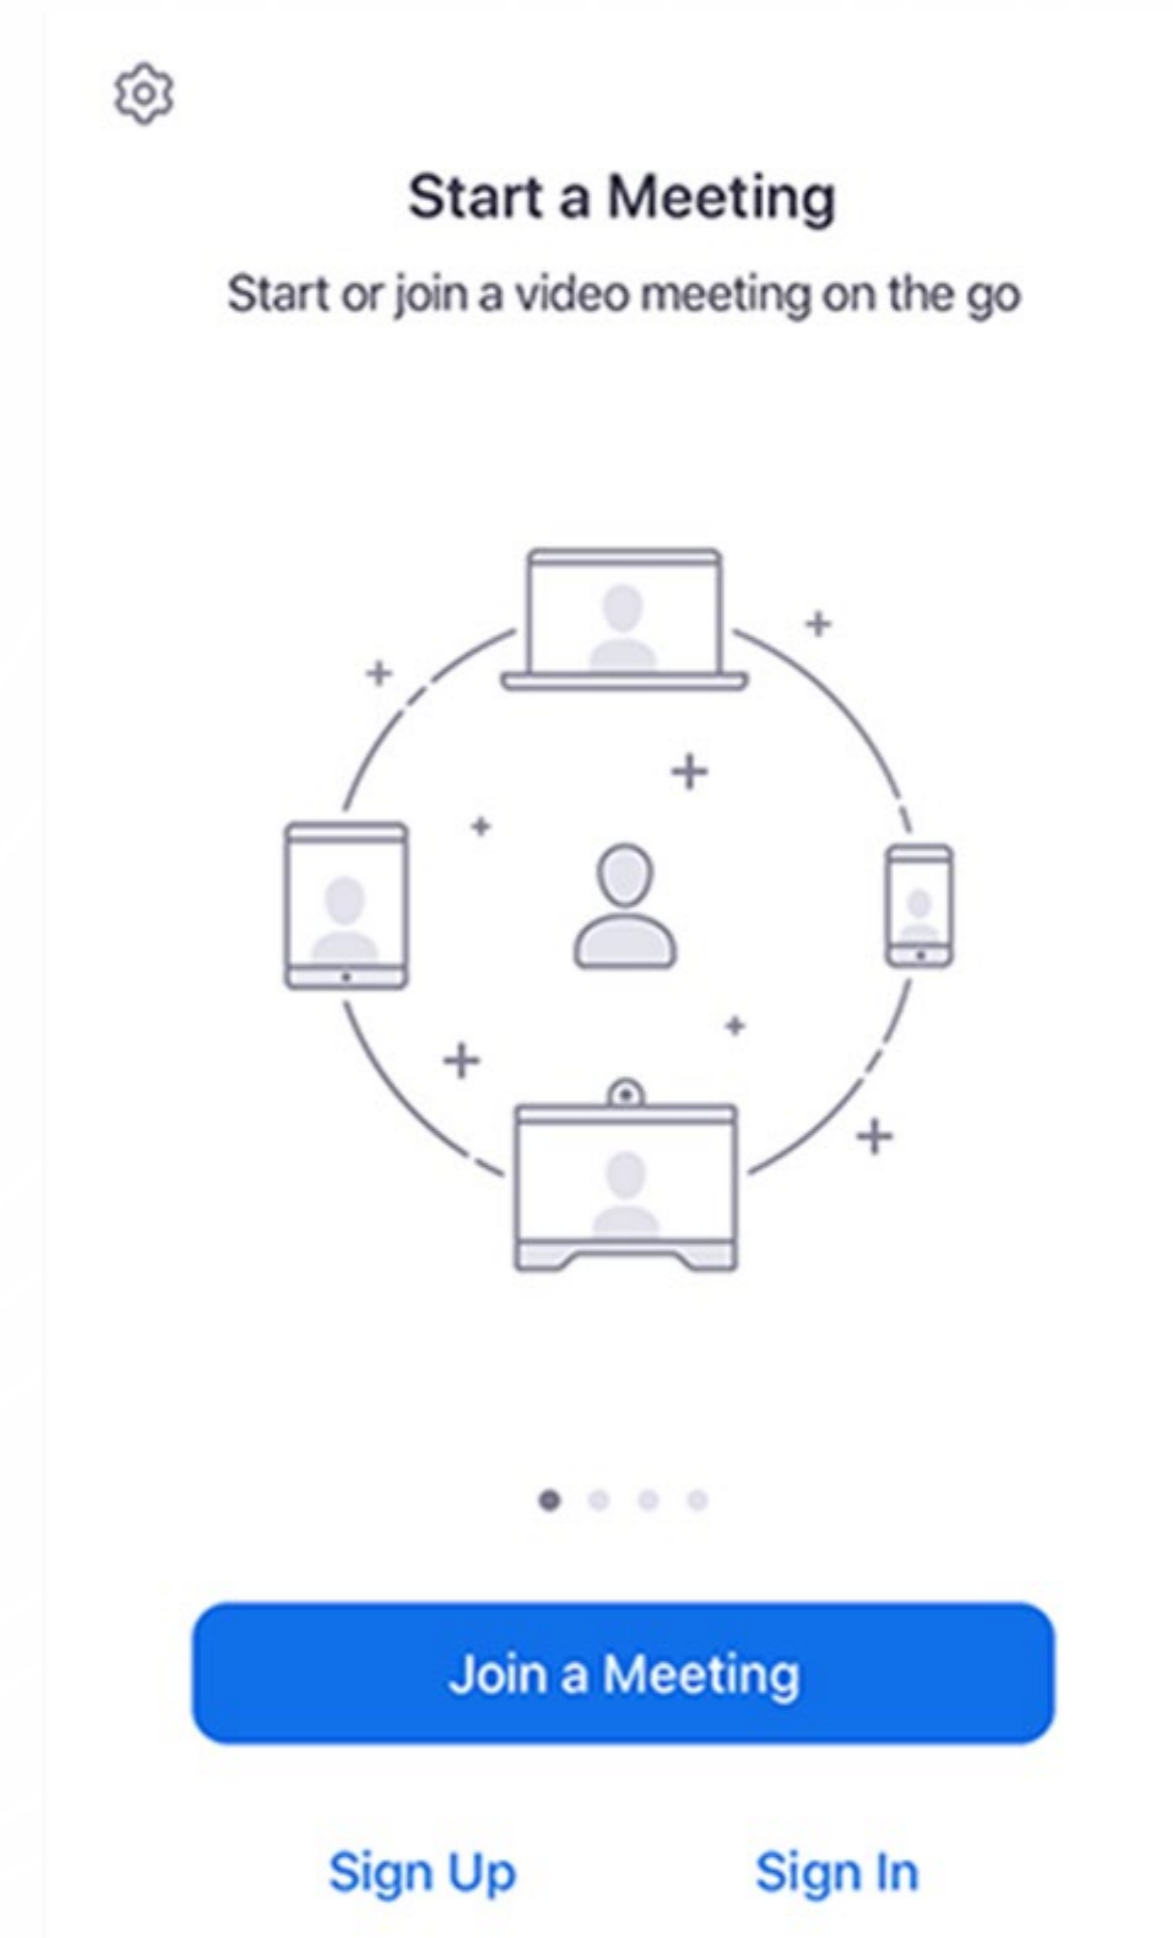 Start a Meeting
Start or join a video meeting on the go
Join a Meeting
Sign Up
Sign In